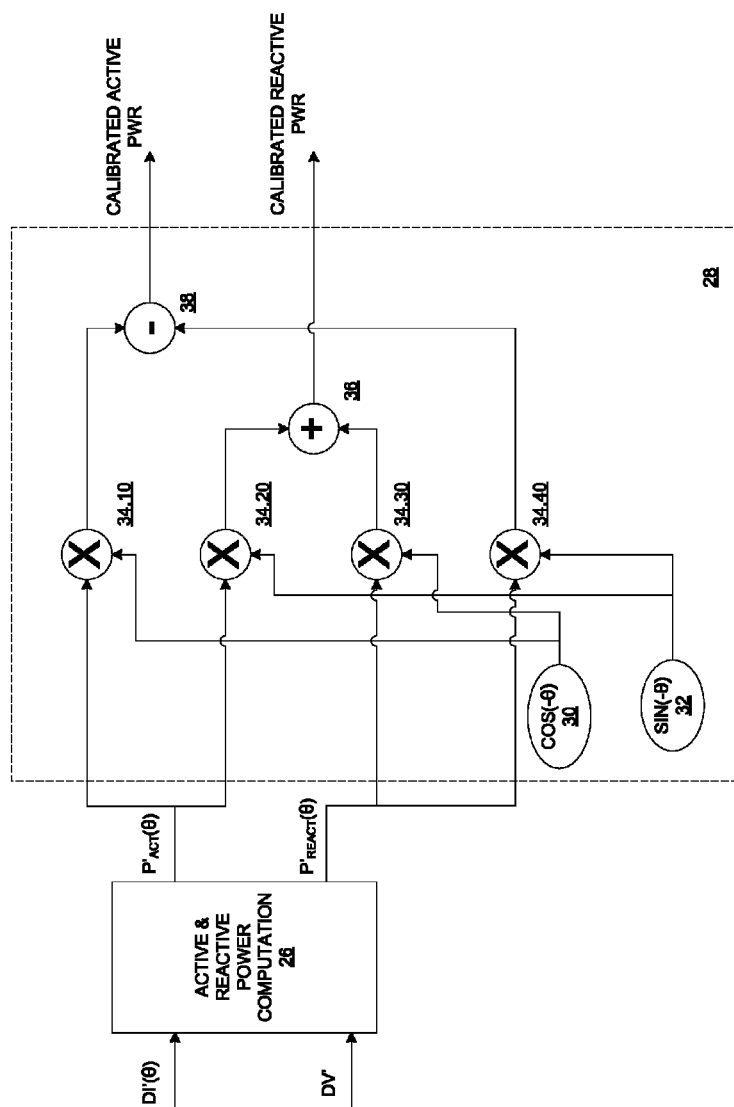 DI'(θ)
DV'
ACTIVE &
REACTIVE
POWER
COMPUTATION
26
P'ACT(θ)
P'REACT(θ)
COS(-θ)
30
SIN(-θ)
32
X
34.10
X
34.20
X
34.30
X
34.40
+
36
-
38
28
CALIBRATED ACTIVE
PWR
CALIBRATED REACTIVE
PWR